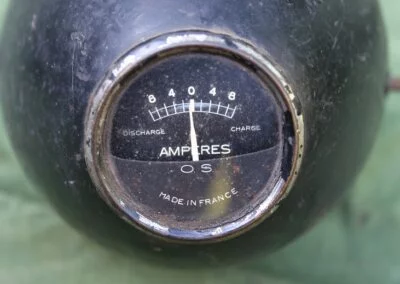 8 4 0 4 8
DISCHARGE CHARGE
AMPERES
O.S
MADE IN FRANCE